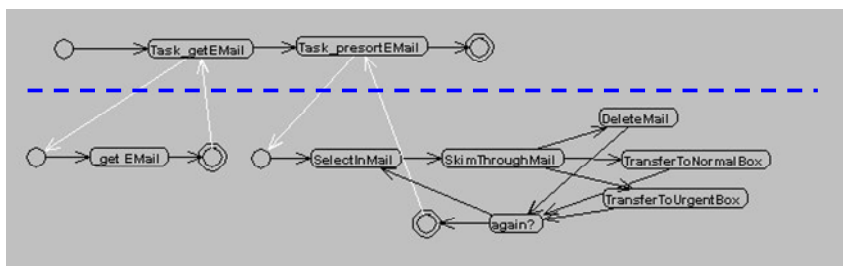 Task_getEMail
Task_presortEMail
DeleteMail
get EMail
SelectInMail
SkimThroughMail
TransferToNormalBox
TransferToUrgentBox
again?